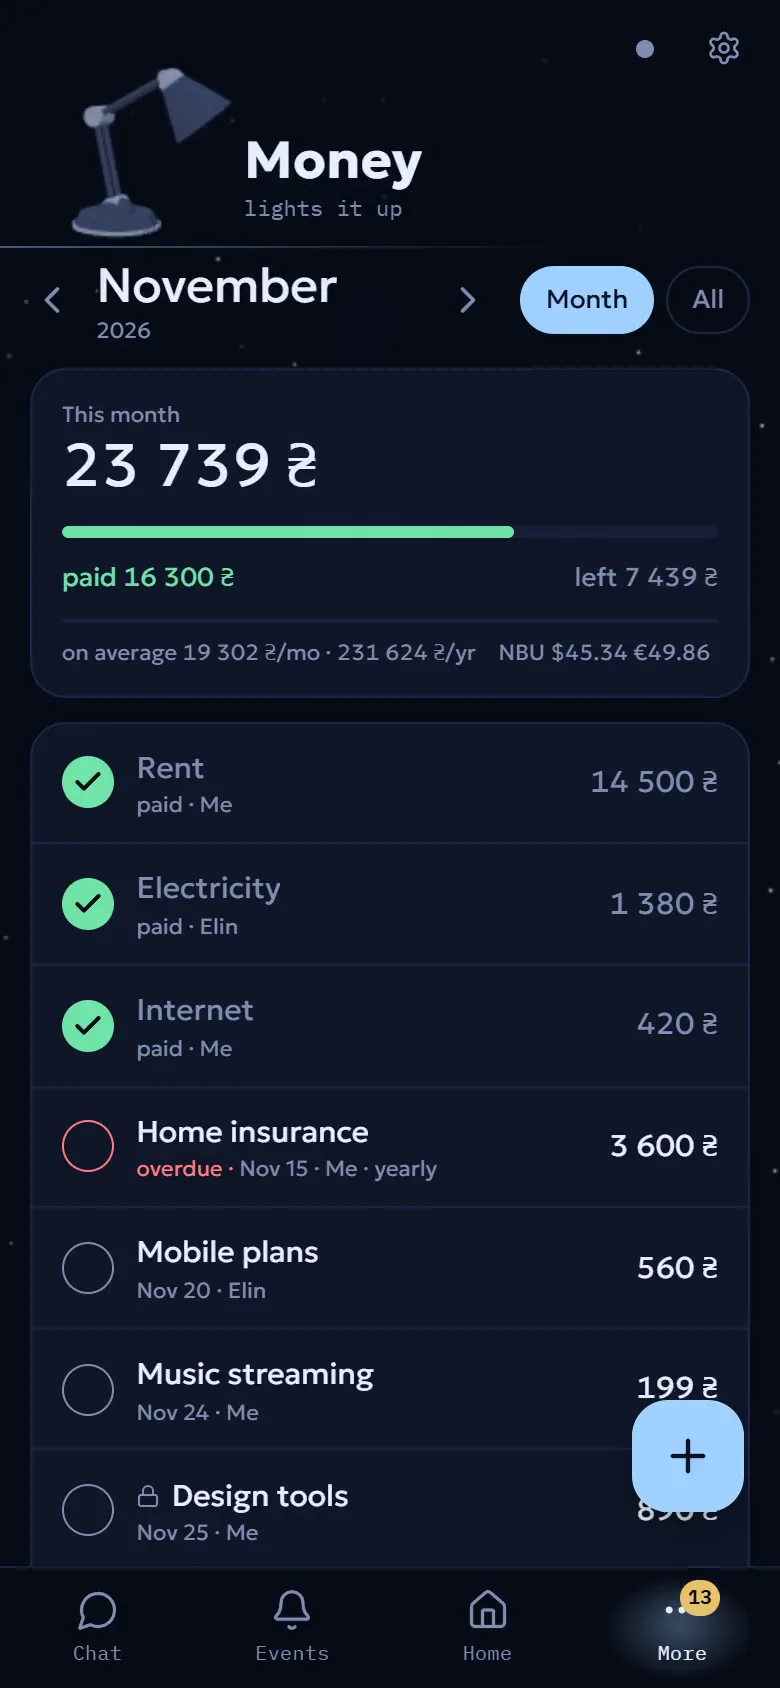 Money
lights it up
November
2026
Month
All
This month
23 739 ₴
paid 16 300 ₴
left 7 439 ₴
on average 19 302 ₴/mo · 231 624 ₴/yr
NBU $45.34 €49.86
Rent
14 500 ₴
paid · Me
Electricity
1 380 ₴
paid · Elin
Internet
420 ₴
paid · Me
Home insurance
3 600 ₴
overdue · Nov 15 · Me · yearly
Mobile plans
560 ₴
Nov 20 · Elin
Music streaming
199 ₴
Nov 24 · Me
Design tools
Nov 25 · Me
13
Chat
Events
Home
More